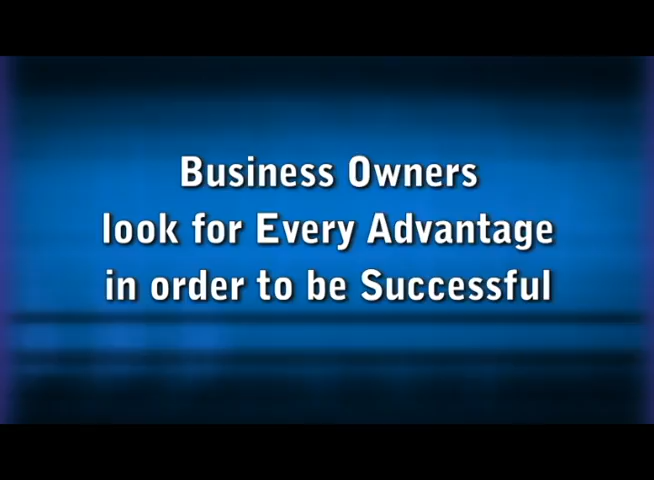 Business Owners
look for Every Advantage
in order to be Successful